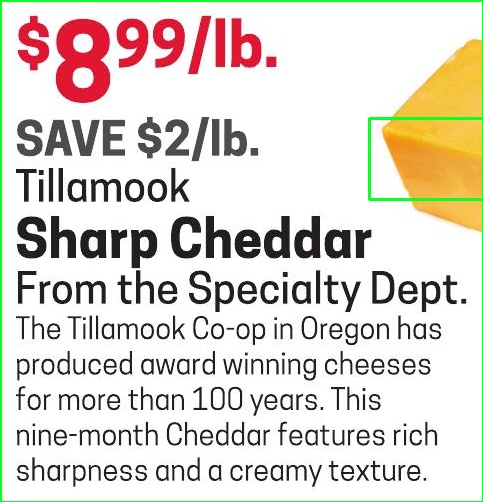 $8.99/lb.
SAVE $2/lb.
Tillamook
Sharp Cheddar
From the Specialty Dept.
The Tillamook Co-op in Oregon has
produced award winning cheeses
for more than 100 years. This
nine-month Cheddar features rich
sharpness and a creamy texture.